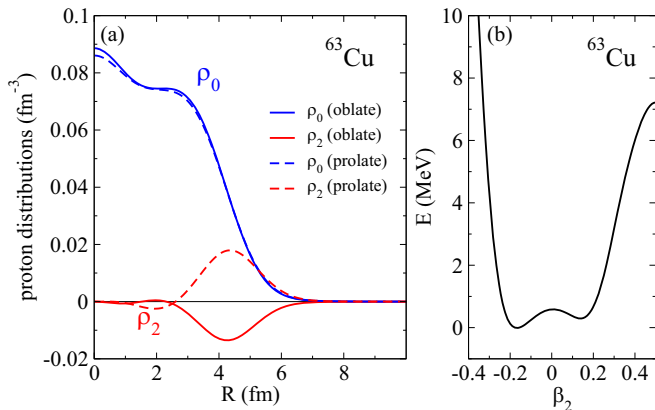 (a)
⁶³Cu
ρ₀
ρ₀ (oblate)
ρ₂ (oblate)
ρ₀ (prolate)
ρ₂ (prolate)
ρ₂
proton distributions (fm⁻³)
0.1
0.08
0.06
0.04
0.02
0
-0.02
0 2 4 6 8
R (fm)
(b)
⁶³Cu
E (MeV)
10
8
6
4
2
0
-0.4 -0.2 0 0.2 0.4
β₂